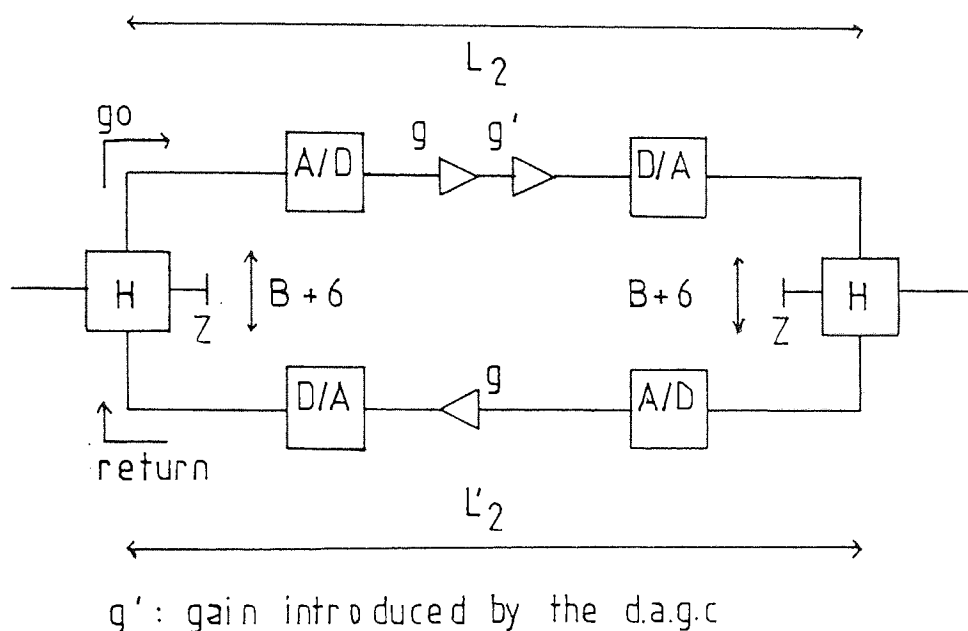 L2
go
g g'
A/D D/A
H B + 6 B+6 H
Z Z
g
D/A A/D
return
L'2
g' : gain introduced by the d.a.g.c